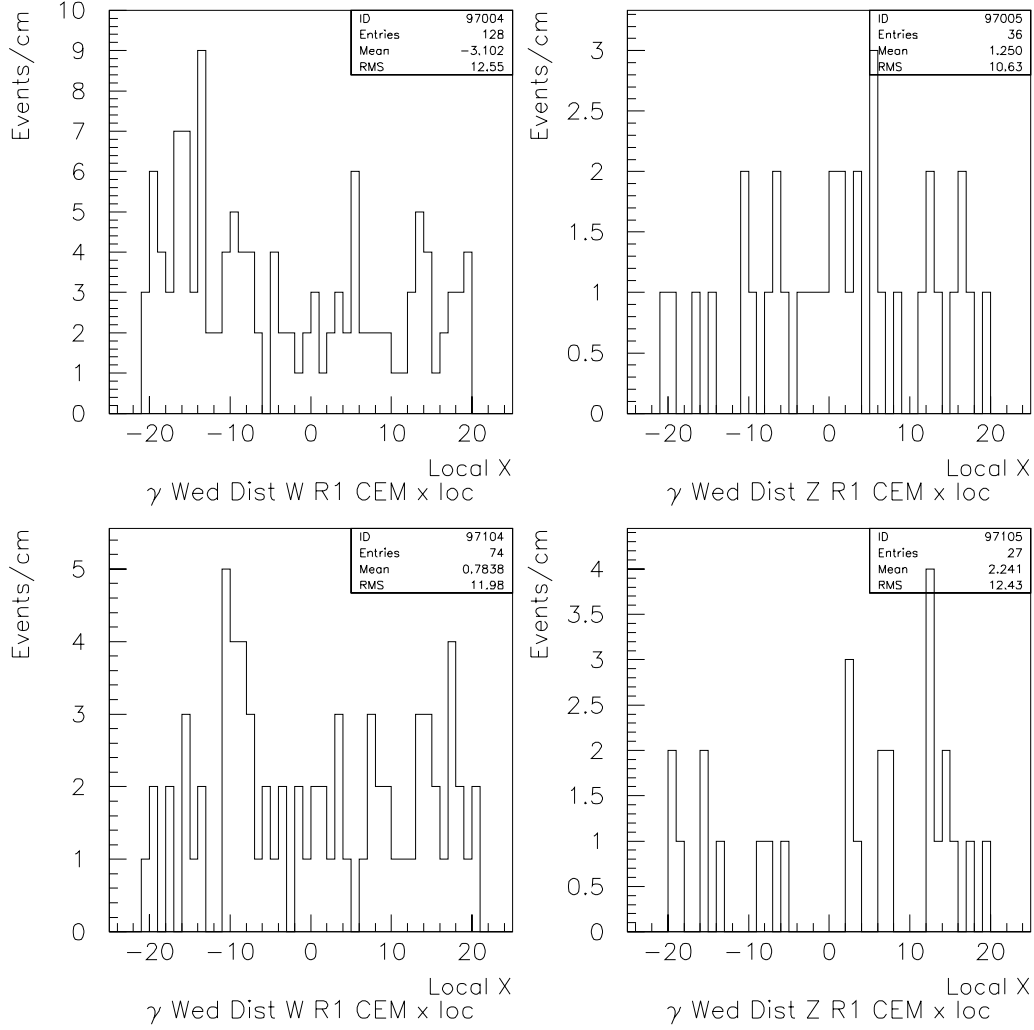 ID 97004
Entries 128
Mean -3.102
RMS 12.55
Events/cm
10
9
8
7
6
5
4
3
2
1
0
-20 -10 0 10 20
Local X
γ Wed Dist W R1 CEM x loc
ID 97005
Entries 36
Mean 1.250
RMS 10.63
Events/cm
3
2.5
2
1.5
1
0.5
0
-20 -10 0 10 20
Local X
γ Wed Dist Z R1 CEM x loc
ID 97104
Entries 74
Mean 0.7838
RMS 11.98
Events/cm
5
4
3
2
1
0
-20 -10 0 10 20
Local X
γ Wed Dist W R1 CEM x loc
ID 97105
Entries 27
Mean 2.241
RMS 12.43
Events/cm
4
3.5
3
2.5
2
1.5
1
0.5
0
-20 -10 0 10 20
Local X
γ Wed Dist Z R1 CEM x loc